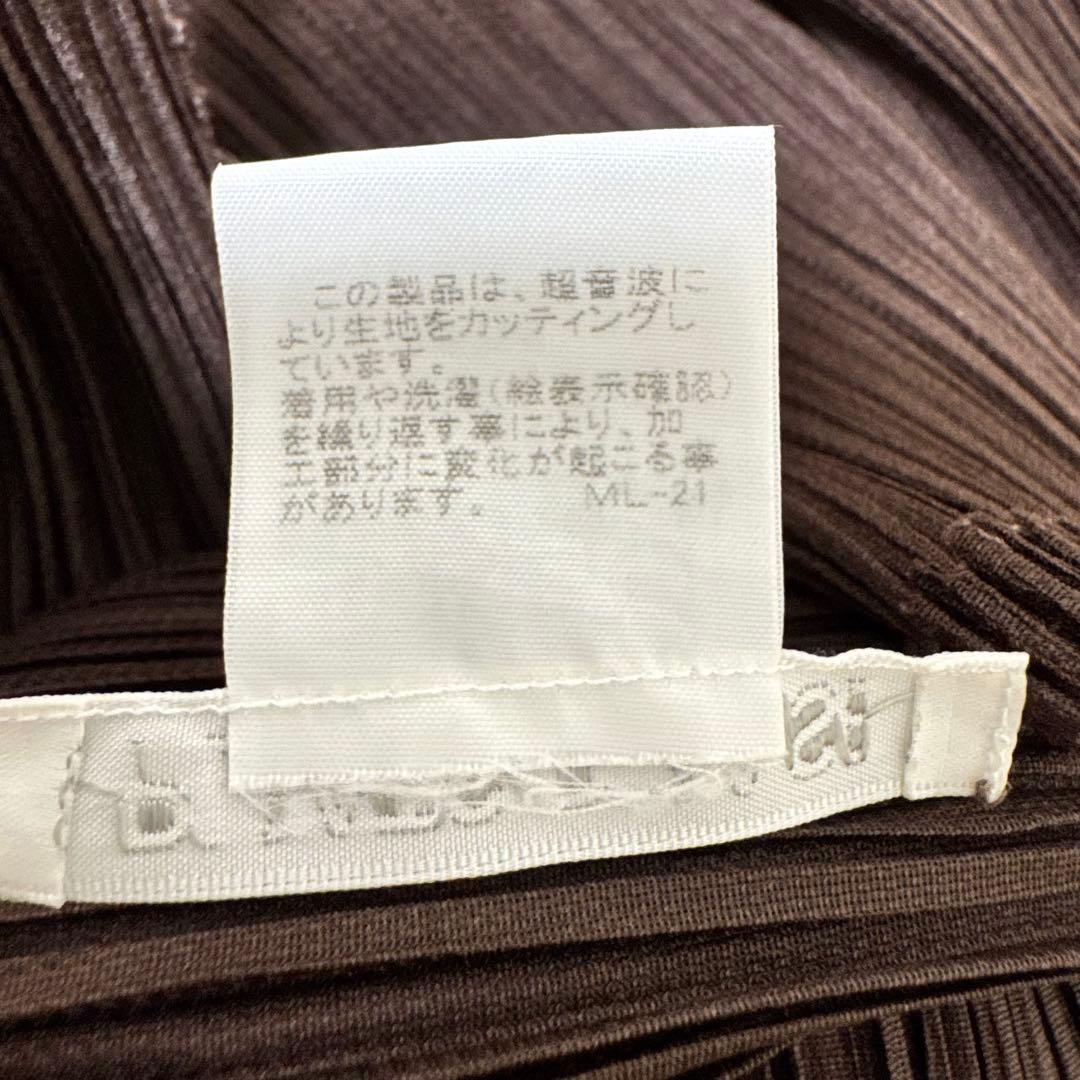 この製品は、超音波に
より生地をカッティングし
ています。
着用や洗濯(絵表示確認)
を繰り返す事により、加
工部分に変化が起こる事
があります。 ML-21